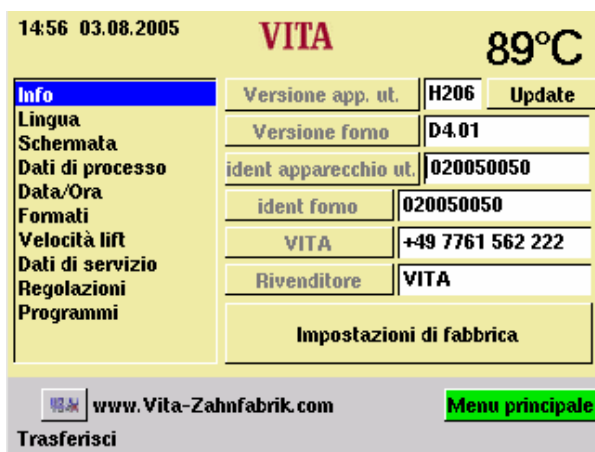 14:56 03.08.2005
VITA
89°C
Info
Lingua
Schermata
Dati di processo
Data/Ora
Formati
Velocità lift
Dati di servizio
Regolazioni
Programmi
Versione app. ut.
H206
Update
Versione forno
D4.01
ident apparecchio ut.
020050050
ident forno
020050050
VITA
+49 7761 562 222
Rivenditore
VITA
Impostazioni di fabbrica
www.Vita-Zahnfabrik.com
Menu principale
Trasferisci